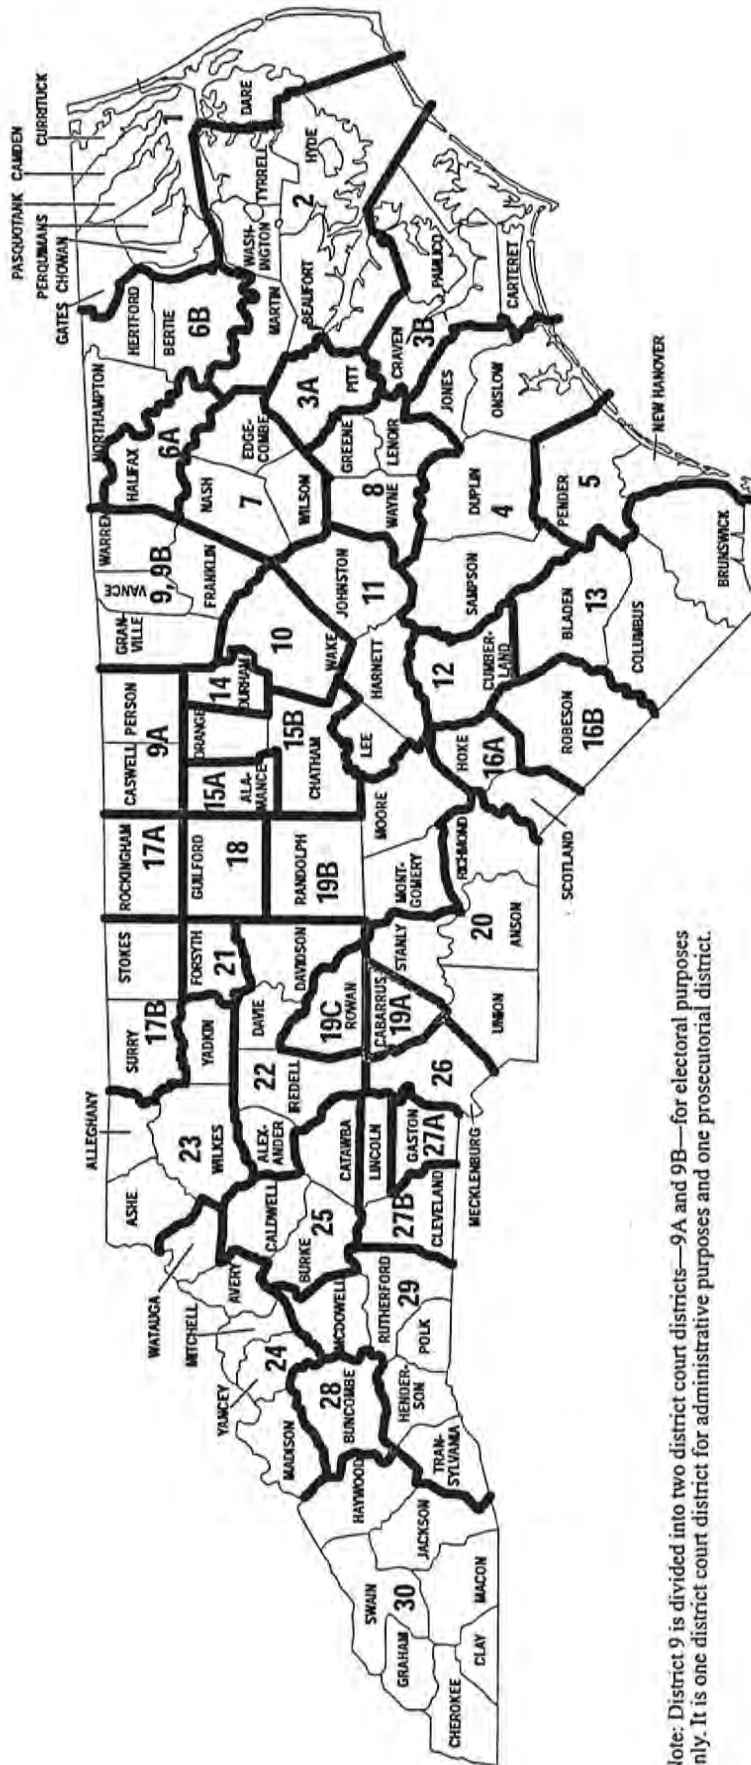 PASQUOTANK
CAMDEN
CURRITUCK
PERQUIMANS
CHOWAN
GATES
1
DARE
HERTFORD
NORTHAMPTON
BERTIE
6B
WASH-
INGTON
TYRRELL
HYDE
2
BEAUFORT
MARTIN
HALIFAX
6A
WARREN
VANCE
9, 9B
GRAN-
VILLE
FRANKLIN
NASH
7
EDGE-
COMBE
WILSON
3A
PITT
GREENE
LENOIR
8
WAYNE
CRAVEN
3B
PAMLICO
CARTERET
JONES
ONSLOW
DUPLIN
4
SAMPSON
PENDER
5
NEW HANOVER
BRUNSWICK
COLUMBUS
BLADEN
13
PERSON
CASWELL
9A
14
DURHAM
ORANGE
15A
ALA-
MANCE
15B
CHATHAM
10
WAKE
JOHNSTON
11
HARNETT
LEE
12
CUMBER-
LAND
HOKE
16A
ROBESON
16B
SCOTLAND
ROCKINGHAM
17A
GUILFORD
18
RANDOLPH
19B
MOORE
MONT-
GOMERY
RICHMOND
20
ANSON
STANLY
UNION
STOKES
SURRY
17B
FORSYTH
21
YADKIN
DAVIDSON
DAVIE
22
IREDELL
ALEX-
ANDER
19C
ROWAN
CABARRUS
19A
26
MECKLENBURG
ALLEGHANY
ASHE
23
WILKES
WATAUGA
MITCHELL
AVERY
YANCEY
24
MADISON
CALDWELL
25
BURKE
CATAWBA
LINCOLN
GASTON
27A
27B
CLEVELAND
MCDOWELL
RUTHERFORD
29
POLK
28
BUNCOMBE
HENDER-
SON
TRAN-
SYLVANIA
HAYWOOD
JACKSON
SWAIN
30
GRAHAM
MACON
CLAY
CHEROKEE
ote: District 9 is divided into two district court districts—9A and 9B—for electoral purposes
nly. It is one district court district for administrative purposes and one prosecutorial district.